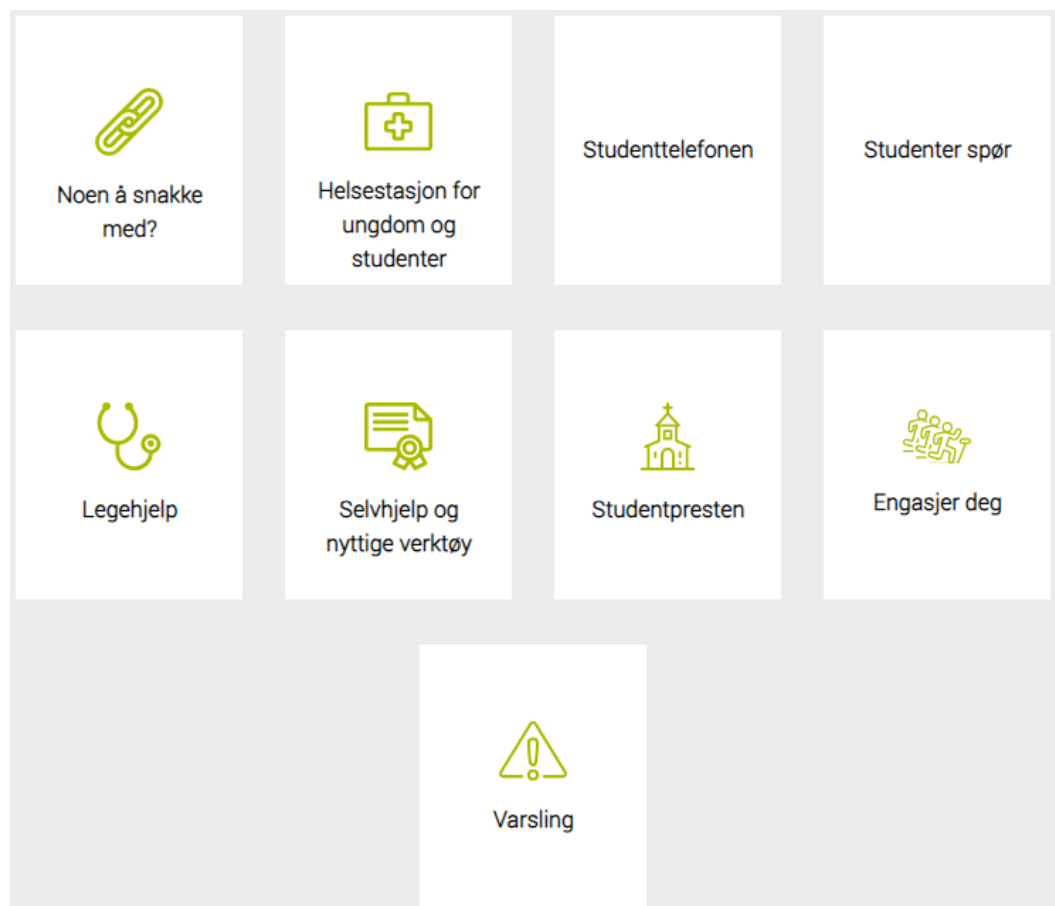 Noen å snakke
med?
Helsestasjon for
ungdom og
studenter
Studenttelefonen
Studenter spør
Legehjelp
Selvhjelp og
nyttige verktøy
Studentpresten
Engasjer deg
Varsling